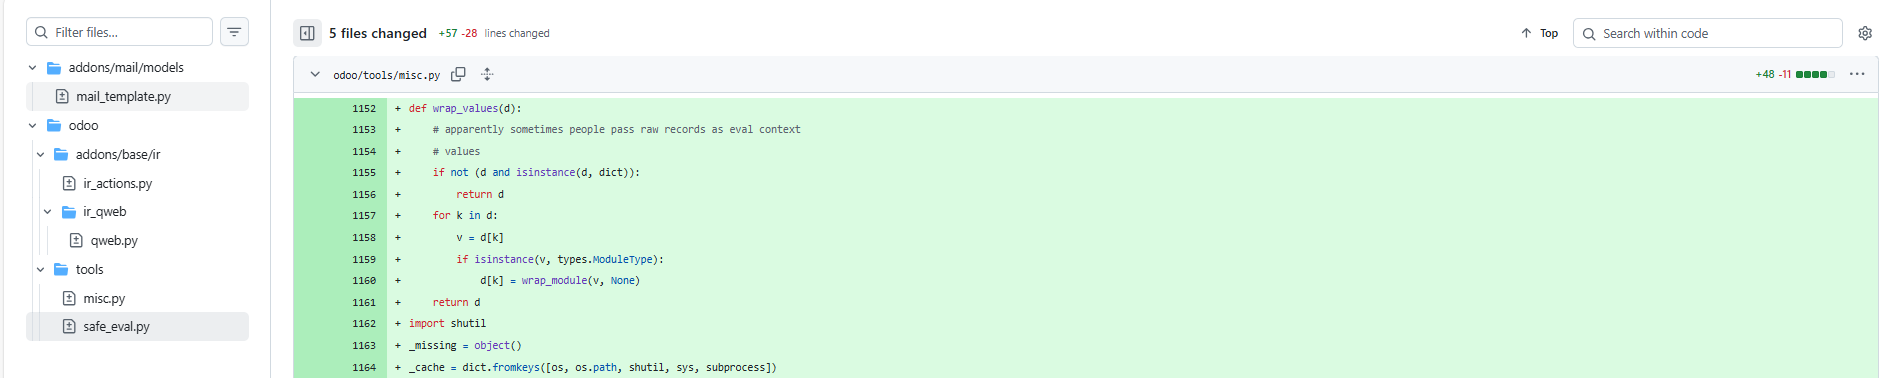 Filter files...
addons/mail/models
mail_template.py
odoo
addons/base/ir
ir_actions.py
ir_qweb
qweb.py
tools
misc.py
safe_eval.py
5 files changed +57 -28 lines changed
Top
Search within code
odoo/tools/misc.py
+48 -11
1152 + def wrap_values(d):
1153 +     # apparently sometimes people pass raw records as eval context
1154 +     # values
1155 +     if not (d and isinstance(d, dict)):
1156 +         return d
1157 +     for k in d:
1158 +         v = d[k]
1159 +         if isinstance(v, types.ModuleType):
1160 +             d[k] = wrap_module(v, None)
1161 +     return d
1162 + import shutil
1163 + _missing = object()
1164 + _cache = dict.fromkeys([os, os.path, shutil, sys, subprocess])